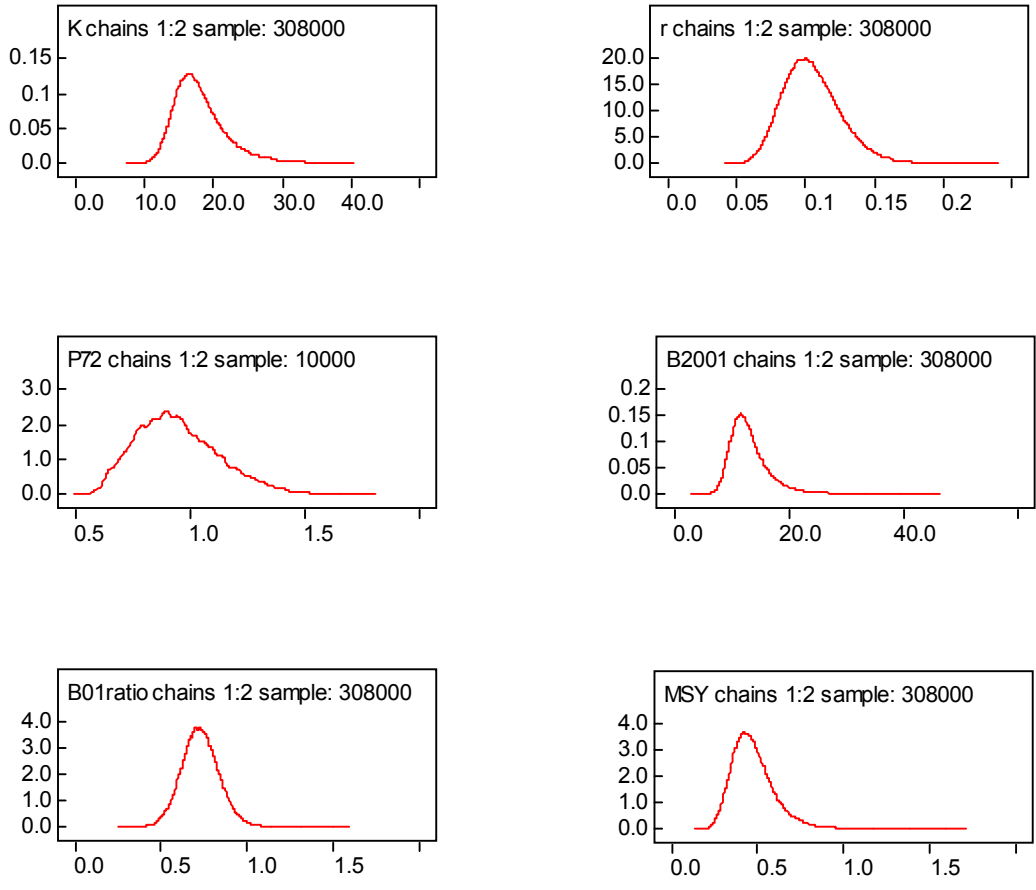 K chains 1:2 sample: 308000
0.15
0.1
0.05
0.0
0.0 10.0 20.0 30.0 40.0
r chains 1:2 sample: 308000
20.0
15.0
10.0
5.0
0.0
0.0 0.05 0.1 0.15 0.2
P72 chains 1:2 sample: 10000
3.0
2.0
1.0
0.0
0.5 1.0 1.5
B2001 chains 1:2 sample: 308000
0.2
0.15
0.1
0.05
0.0
0.0 20.0 40.0
B01ratio chains 1:2 sample: 308000
4.0
3.0
2.0
1.0
0.0
0.0 0.5 1.0 1.5
MSY chains 1:2 sample: 308000
4.0
3.0
2.0
1.0
0.0
0.0 0.5 1.0 1.5